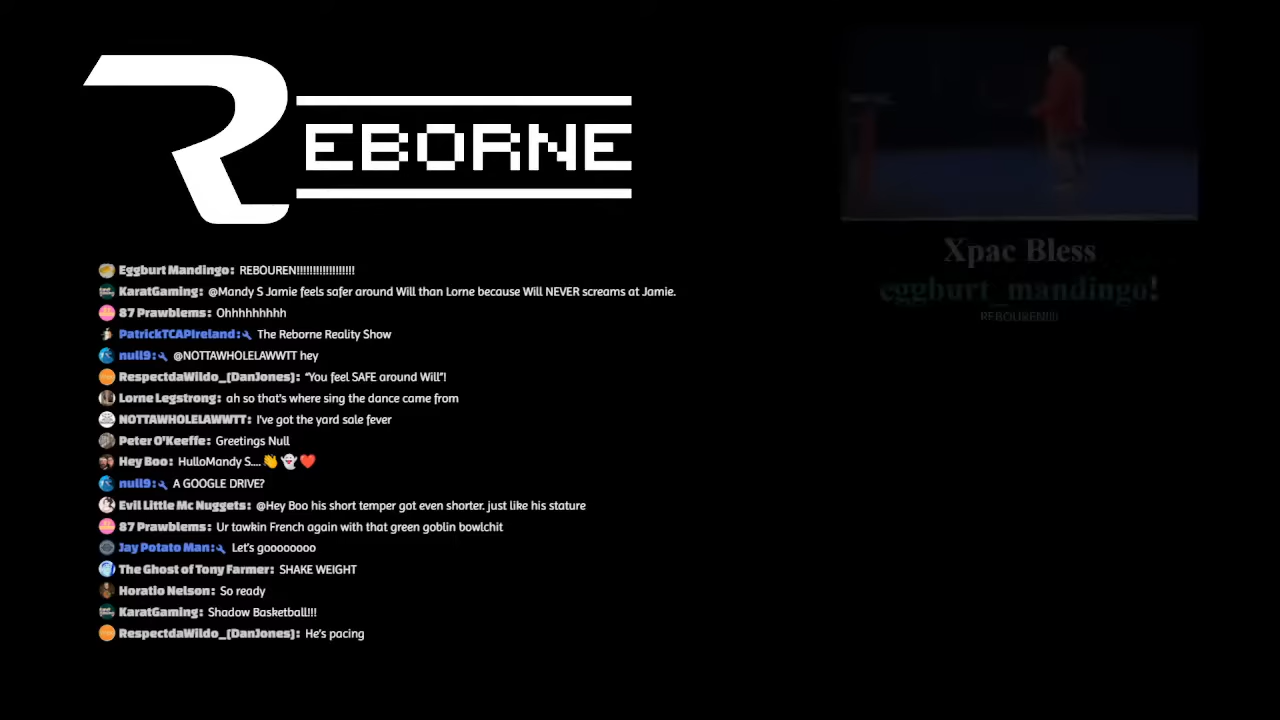 REBORNE
Eggburt Mandingo: REBOUREN!!!!!!!!!!!!!!!!!!
KaratGaming: @Mandy S Jamie feels safer around Will than Lorne because Will NEVER screams at Jamie.
87 Prawblems: Ohhhhhhhhh
PatrickTCAPIreland: The Reborne Reality Show
null9: @NOTTAWHOLELAWWTT hey
RespectdaWildo_(DanJones): "You feel SAFE around Will"!
Lorne Legstrong: ah so that's where sing the dance came from
NOTTAWHOLELAWWTT: I've got the yard sale fever
Peter O'Keeffe: Greetings Null
Hey Boo: HulloMandy S.... 👋👻❤️
null9: A GOOGLE DRIVE?
Evil Little Mc Nuggets: @Hey Boo his short temper got even shorter. just like his stature
87 Prawblems: Ur tawkin French again with that green goblin bowlchit
Jay Potato Man: Let's goooooooo
The Ghost of Tony Farmer: SHAKE WEIGHT
Horatio Nelson: So ready
KaratGaming: Shadow Basketball!!!
RespectdaWildo_(DanJones): He's pacing
Xpac Bless
eggburt_mandingo!
REBOUREN!!!!